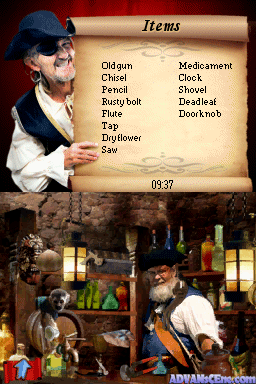 Items
Oldgun
Chisel
Pencil
Rusty bolt
Flute
Tap
Dryflower
Saw
Medicament
Clock
Shovel
Deadleaf
Doorknob
09:37
ADVANsCEne.com